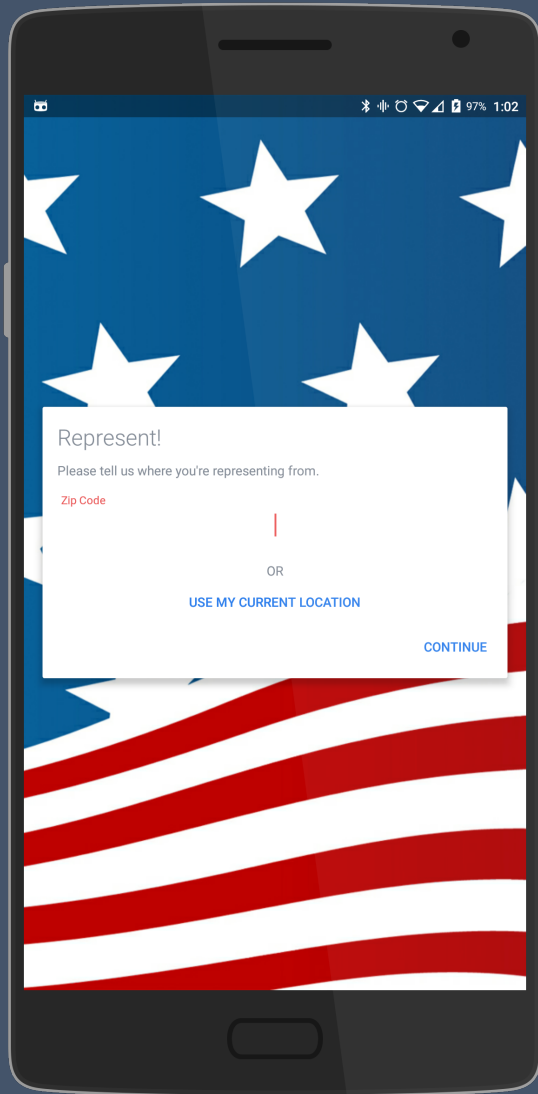 97% 1:02
Represent!
Please tell us where you're representing from.
Zip Code
OR
USE MY CURRENT LOCATION
CONTINUE